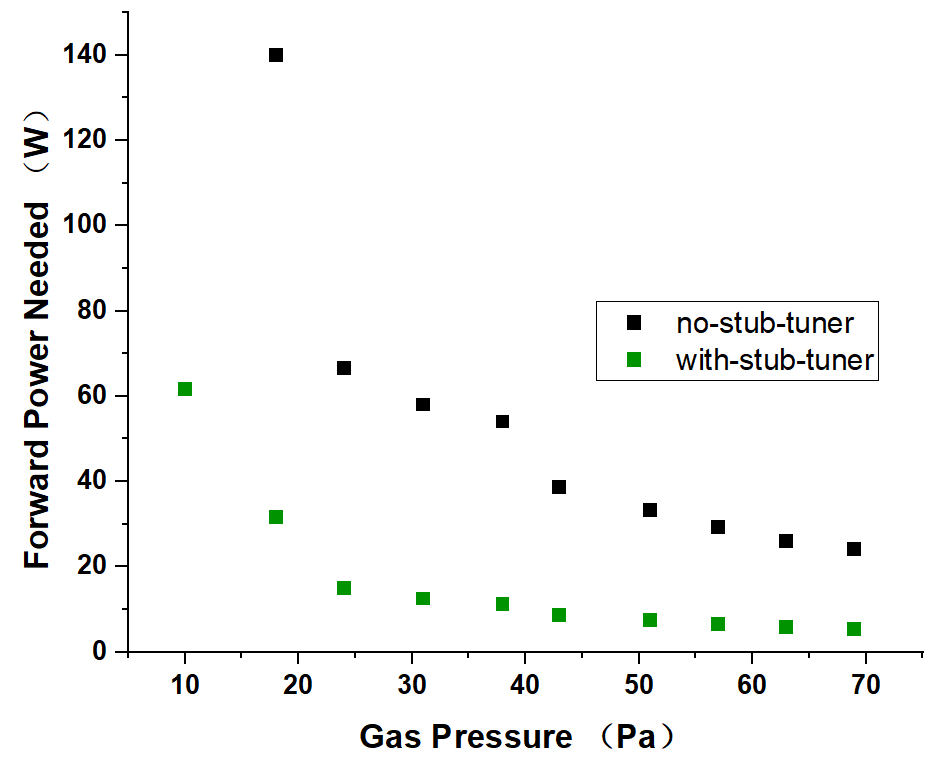 Forward Power Needed （W）
140
120
100
80
60
40
20
0
no-stub-tuner
with-stub-tuner
10 20 30 40 50 60 70
Gas Pressure （Pa）